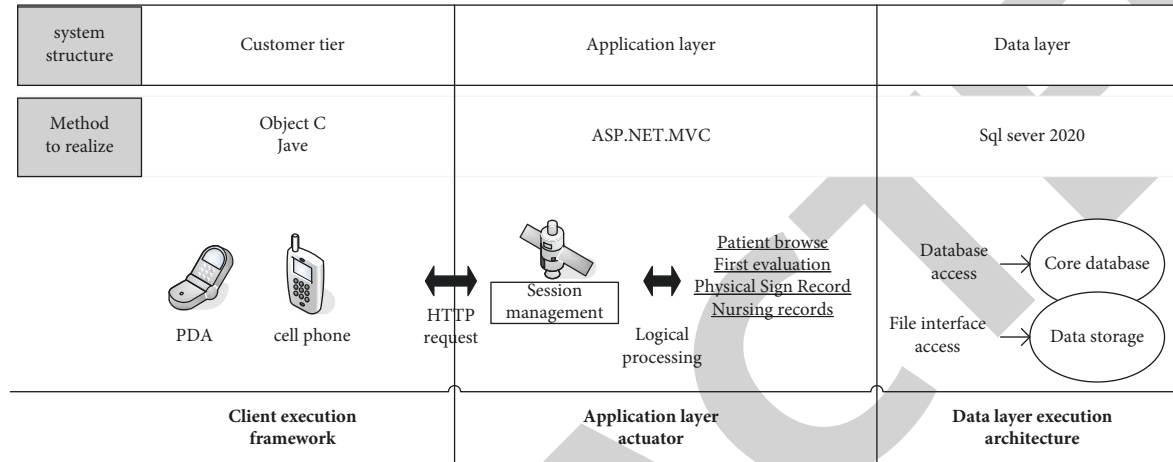 system
structure
Customer tier
Application layer
Data layer
Method
to realize
Object C
Jave
ASP.NET.MVC
Sql sever 2020
PDA
cell phone
HTTP
request
Session
management
Logical
processing
Patient browse
First evaluation
Physical Sign Record
Nursing records
Database
access
Core database
File interface
access
Data storage
Client execution
framework
Application layer
actuator
Data layer execution
architecture